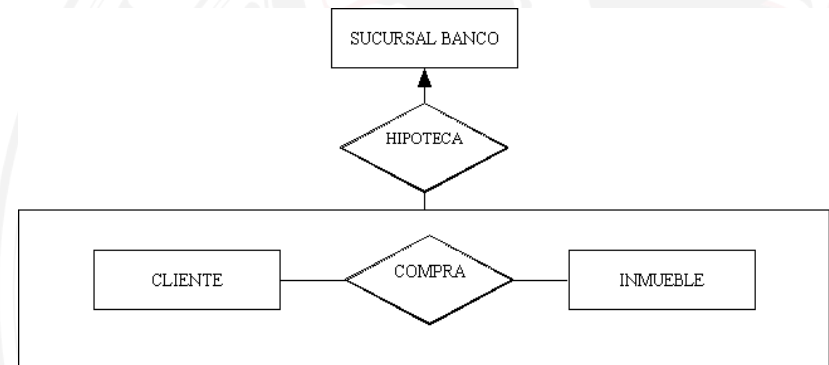 SUCURSAL BANCO
HIPOTECA
CLIENTE
COMPRA
INMUEBLE